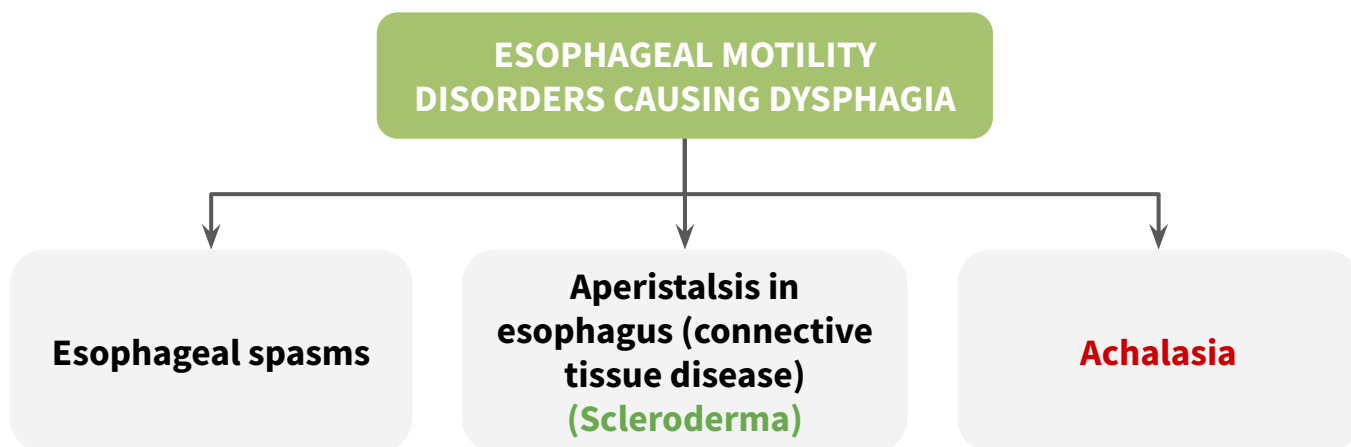 ESOPHAGEAL MOTILITY
DISORDERS CAUSING DYSPHAGIA
Esophageal spasms
Aperistalsis in
esophagus (connective
tissue disease)
(Scleroderma)
Achalasia